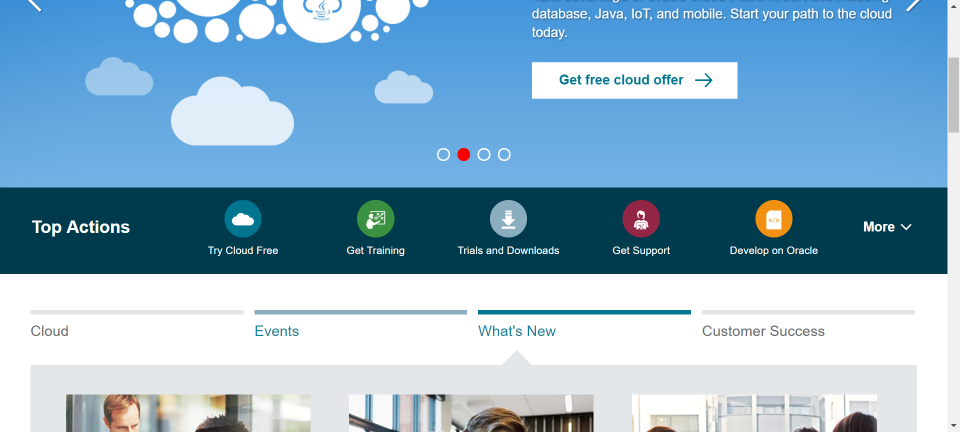 database, Java, IoT, and mobile. Start your path to the cloud
today.
Get free cloud offer
Top Actions
Try Cloud Free
Get Training
Trials and Downloads
Get Support
Develop on Oracle
More
Cloud
Events
What's New
Customer Success